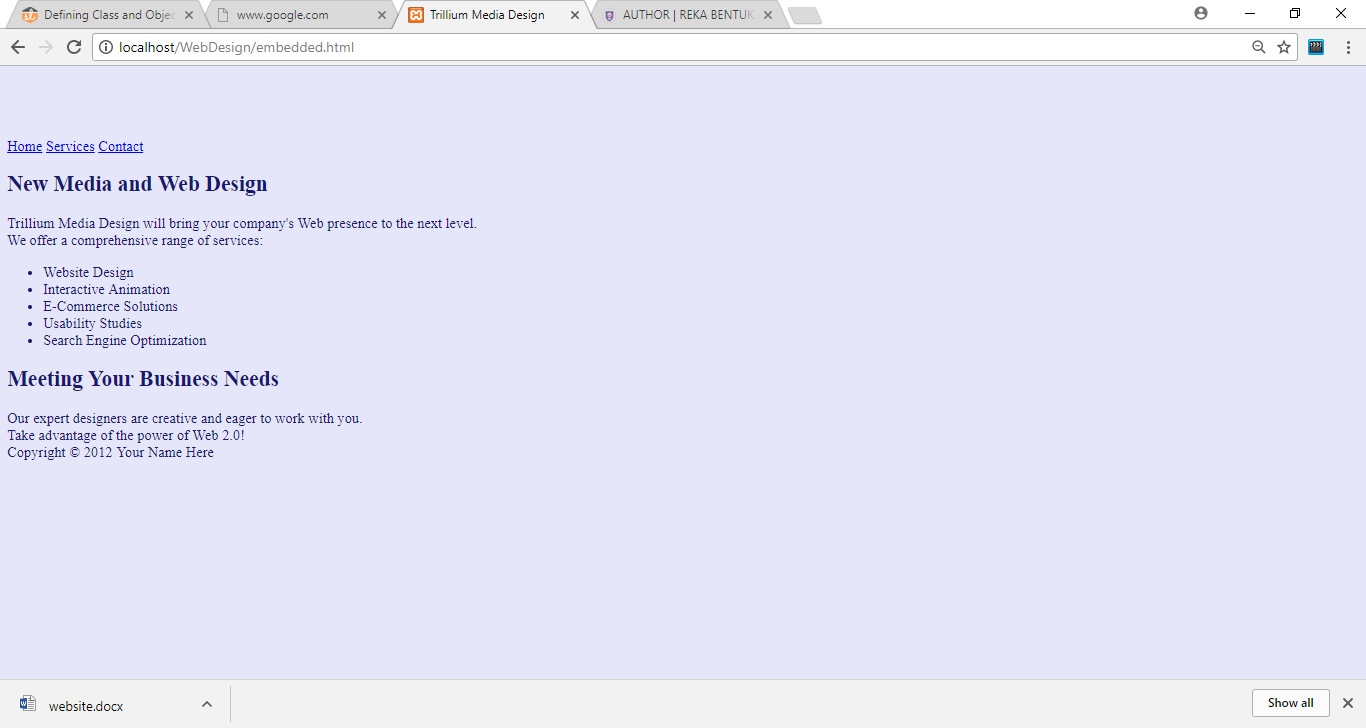 Defining Class and Objec
www.google.com
Trillium Media Design
AUTHOR | REKA BENTUK
localhost/WebDesign/embedded.html
Home Services Contact
New Media and Web Design
Trillium Media Design will bring your company's Web presence to the next level.
We offer a comprehensive range of services:
• Website Design
• Interactive Animation
• E-Commerce Solutions
• Usability Studies
• Search Engine Optimization
Meeting Your Business Needs
Our expert designers are creative and eager to work with you.
Take advantage of the power of Web 2.0!
Copyright © 2012 Your Name Here
website.docx
Show all